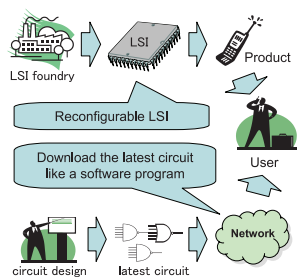 LSI
LSI foundry
Product
Reconfigurable LSI
Download the latest circuit
like a software program
User
Network
circuit design
latest circuit